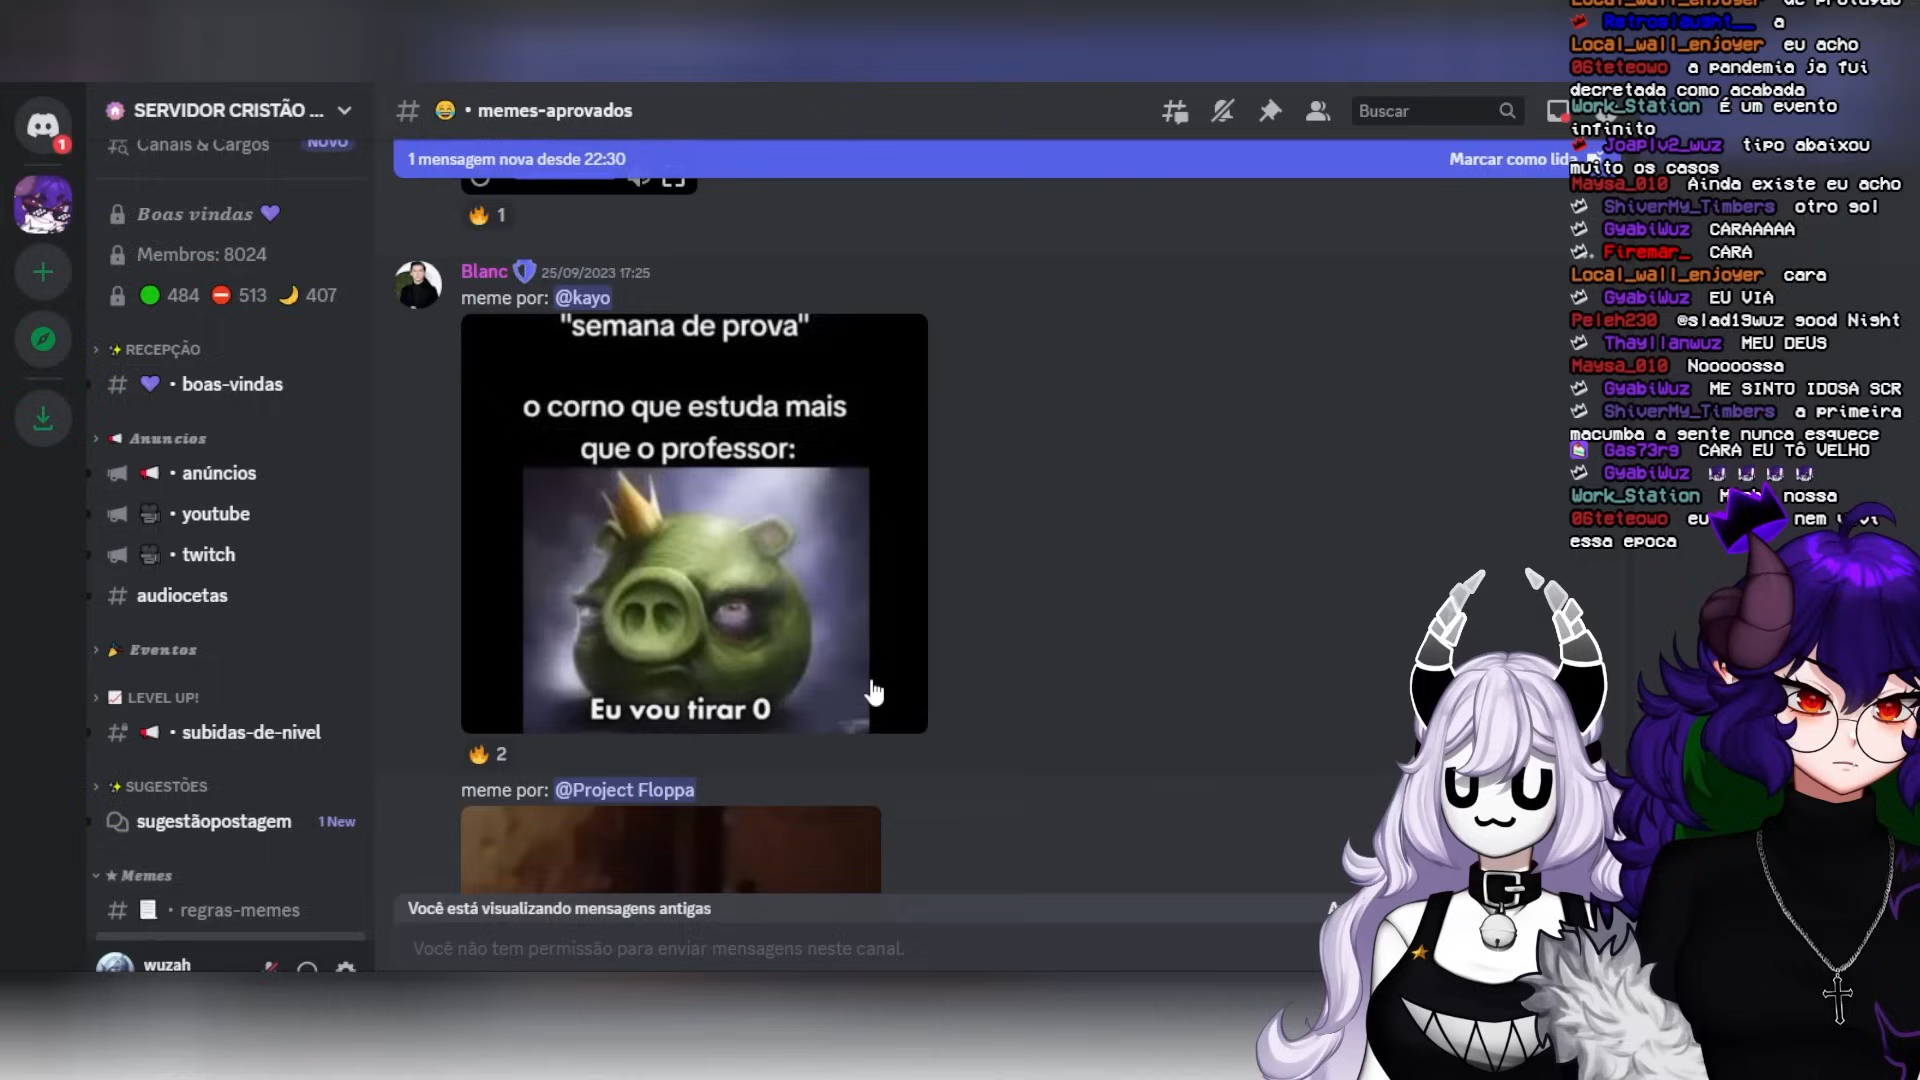 SERVIDOR CRISTÃO ...
Canais & Cargos
NOVO
Boas vindas
Membros: 8024
484 513 407
RECEPÇÃO
• boas-vindas
Anuncios
• anúncios
• youtube
• twitch
audiocetas
Eventos
LEVEL UP!
• subidas-de-nivel
SUGESTÕES
sugestãopostagem
1 New
Memes
• regras-memes
wuzah
1
• memes-aprovados
Buscar
1 mensagem nova desde 22:30
Marcar como lida
1
Blanc 25/09/2023 17:25
meme por: @kayo
"semana de prova"
o corno que estuda mais
que o professor:
Eu vou tirar 0
2
meme por: @Project Floppa
Você está visualizando mensagens antigas
Você não tem permissão para enviar mensagens neste canal.
Retroslaught__ a
Local_wall_enjoyer eu acho
06teteowo a pandemia ja fui
decretada como acabada
Work_Station É um evento
infinito
Joaplv2_wuz tipo abaixou
muito os casos
Maysa_010 Ainda existe eu acho
ShiverMy_Timbers otro gol
GyabiWuz CARAAAAA
Firemar_ CARA
Local_wall_enjoyer cara
GyabiWuz EU VIA
Peleh230 @slad19wuz good Night
Thayllanwuz MEU DEUS
Maysa_010 Nooooossa
GyabiWuz ME SINTO IDOSA SCR
ShiverMy_Timbers a primeira
macumba a gente nunca esquece
Gas73rg CARA EU TÔ VELHO
GyabiWuz
Work_Station nossa
06teteowo eu nem
essa epoca